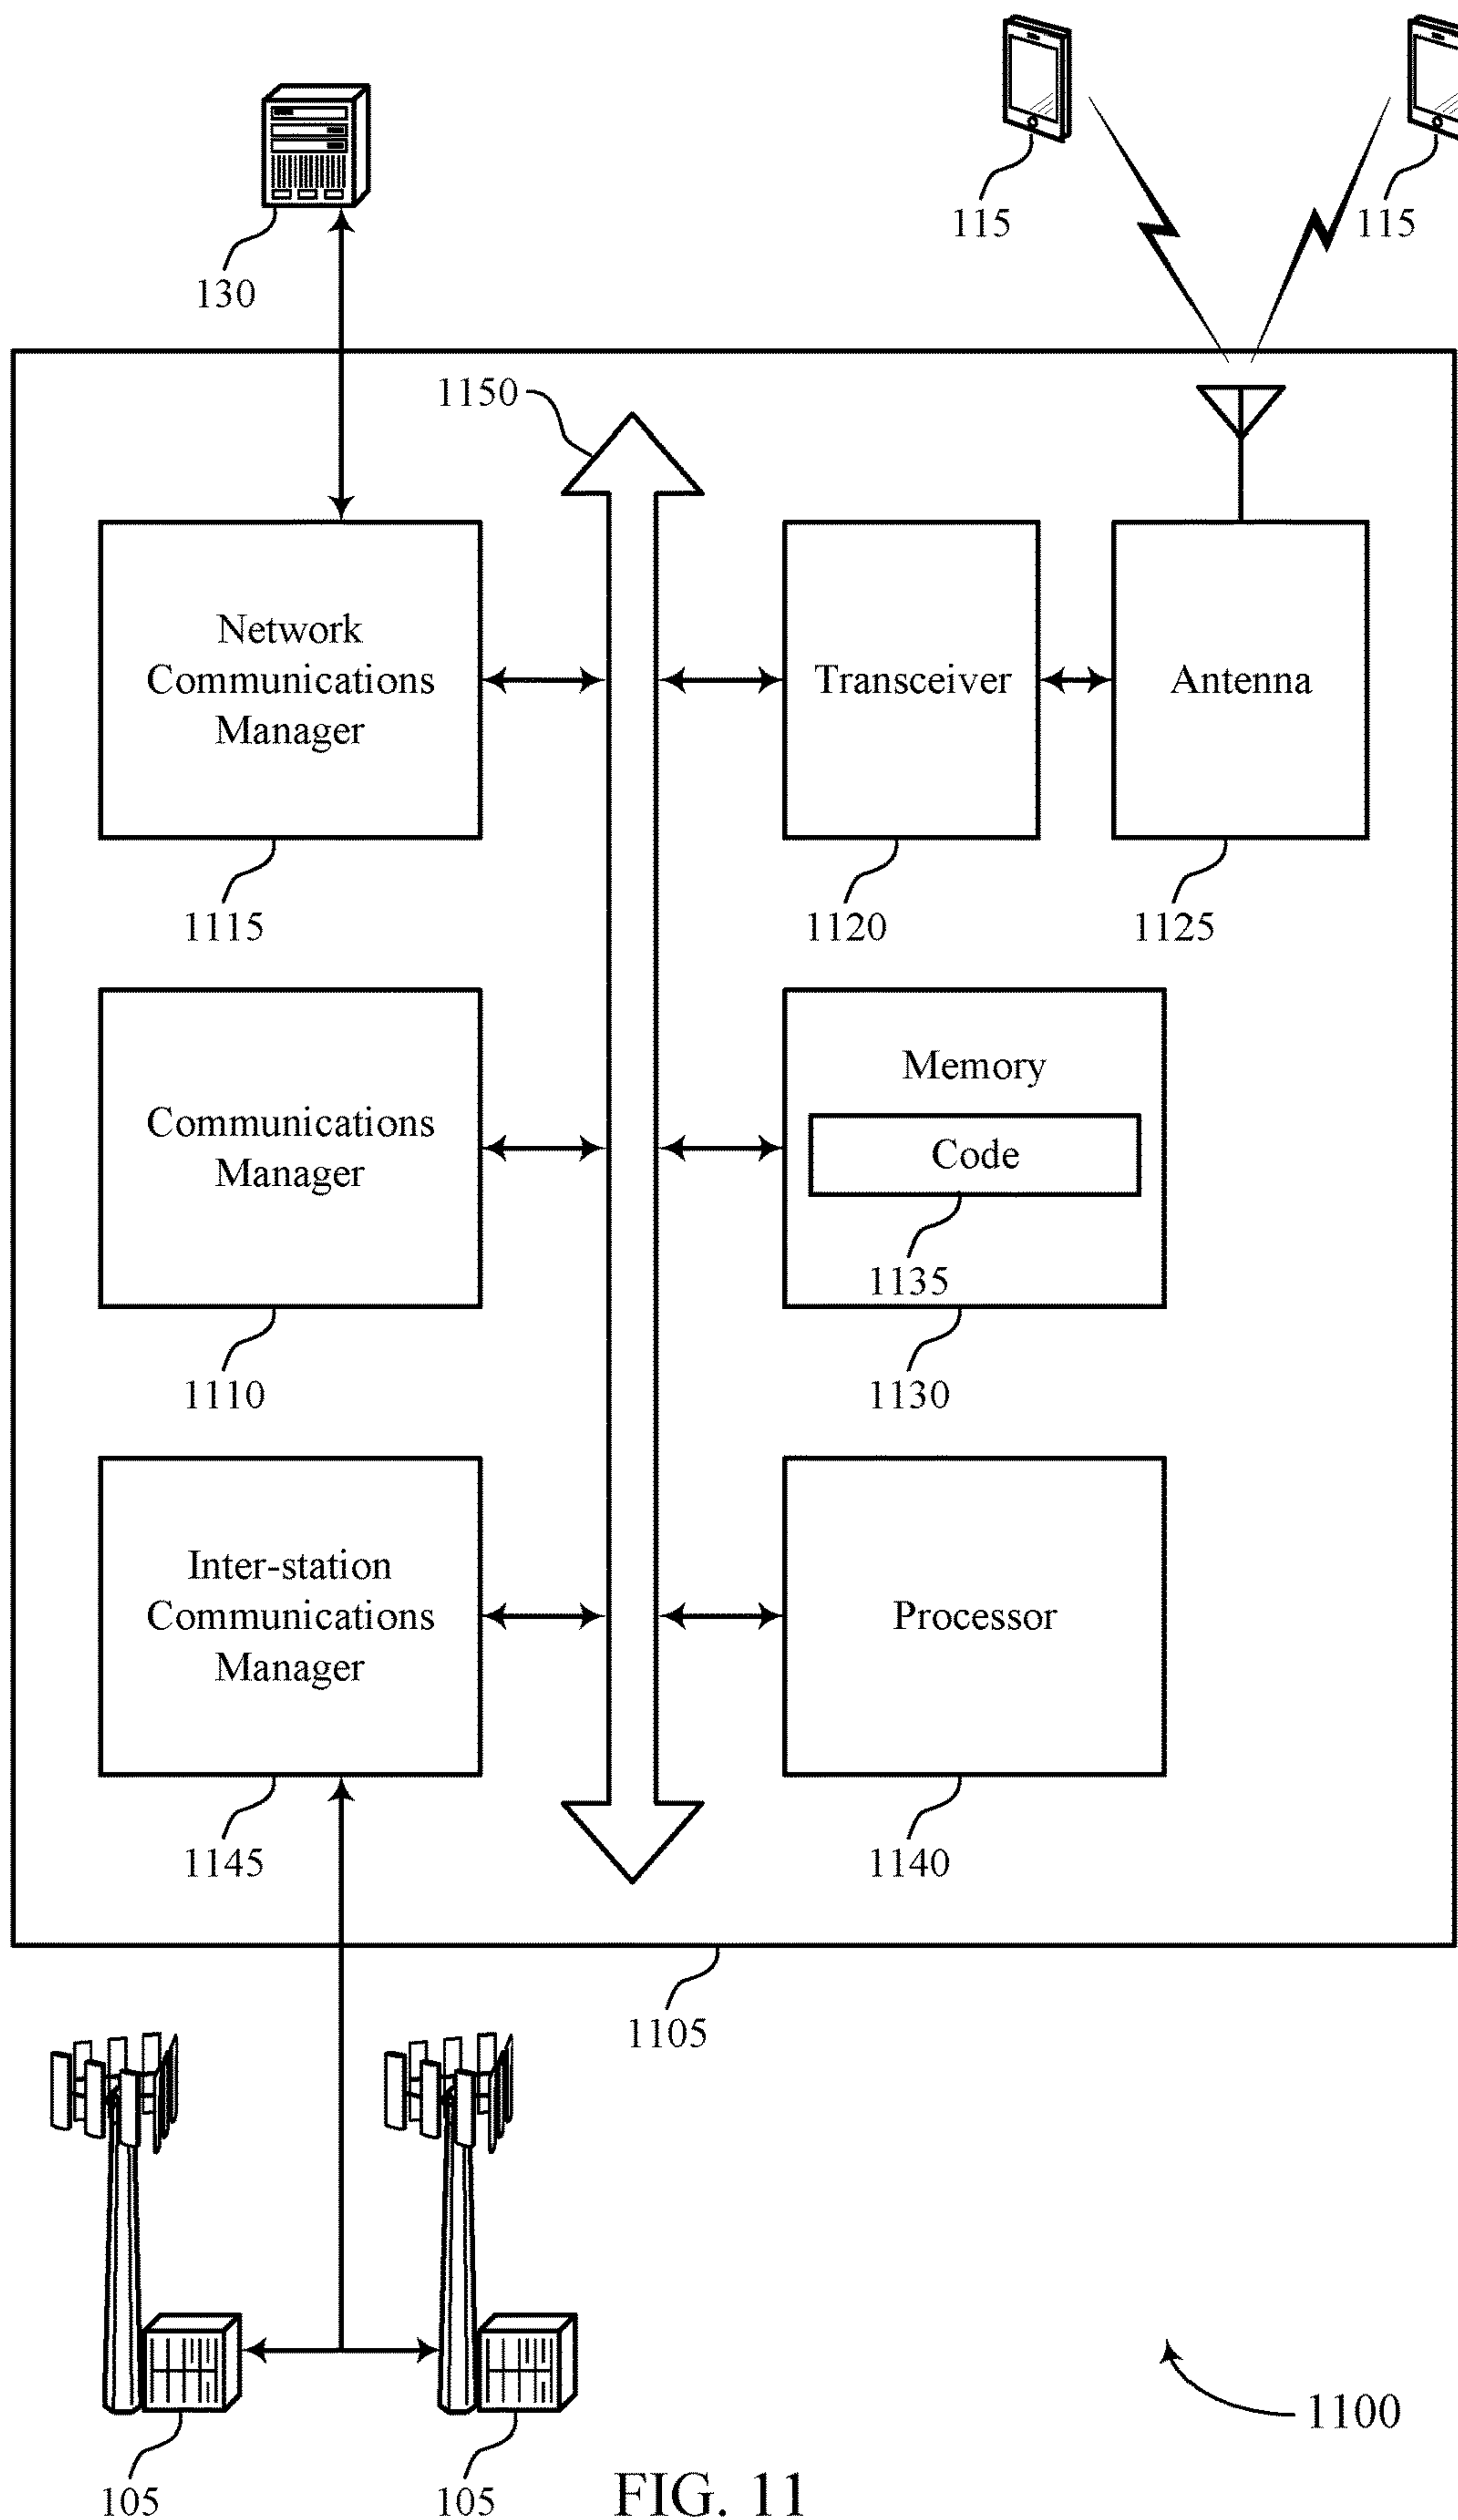 115
115
130
1150
Network
Communications
Manager
Transceiver
Antenna
1115
1120
1125
Communications
Manager
Memory
Code
1135
1110
1130
Inter-station
Communications
Manager
Processor
1145
1140
1105
1100
105
105
FIG. 11